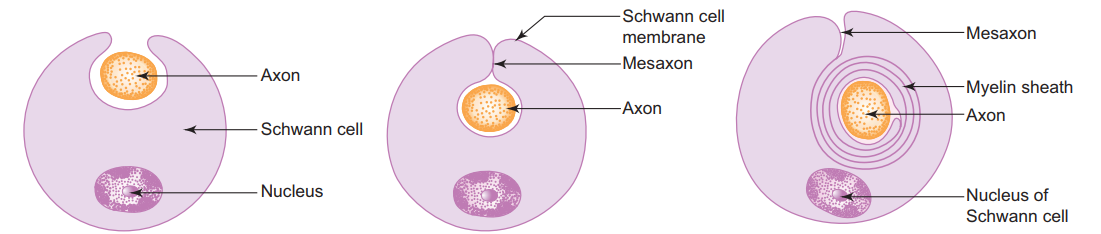 Axon
Schwann cell
Nucleus
Schwann cell
membrane
Mesaxon
Axon
Mesaxon
Myelin sheath
Axon
Nucleus of
Schwann cell